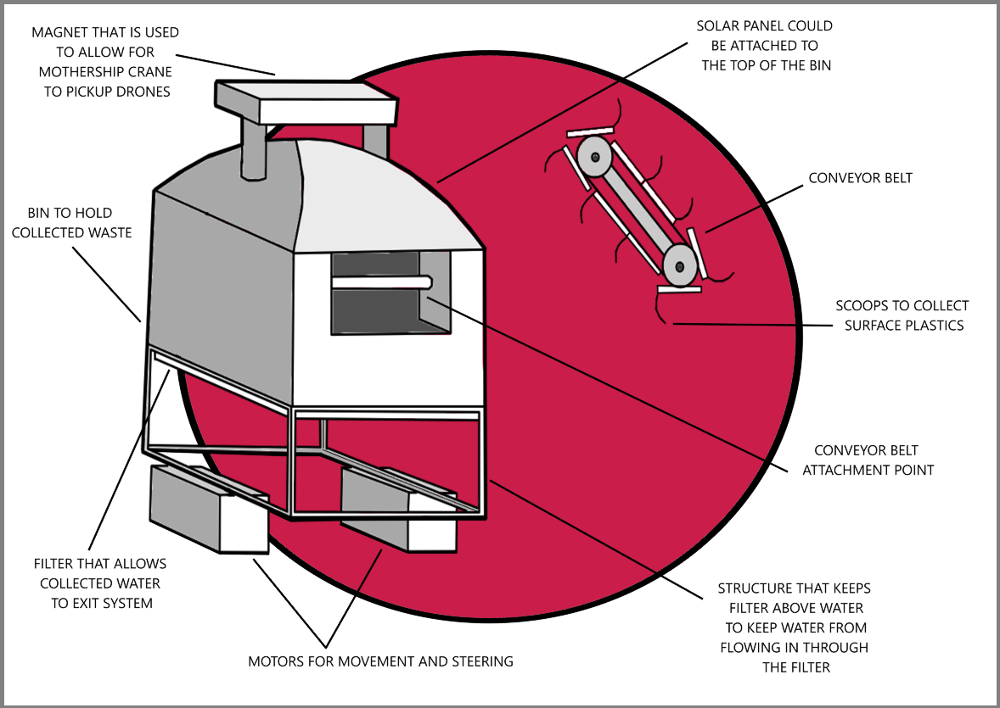 MAGNET THAT IS USED
TO ALLOW FOR
MOTHERSHIP CRANE
TO PICKUP DRONES
SOLAR PANEL COULD
BE ATTACHED TO
THE TOP OF THE BIN
CONVEYOR BELT
BIN TO HOLD
COLLECTED WASTE
SCOOPS TO COLLECT
SURFACE PLASTICS
CONVEYOR BELT
ATTACHMENT POINT
FILTER THAT ALLOWS
COLLECTED WATER
TO EXIT SYSTEM
STRUCTURE THAT KEEPS
FILTER ABOVE WATER
TO KEEP WATER FROM
FLOWING IN THROUGH
THE FILTER
MOTORS FOR MOVEMENT AND STEERING